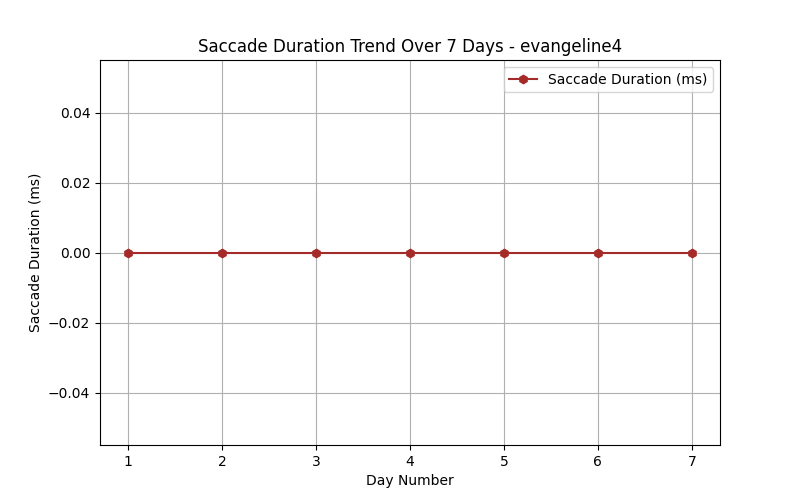 Saccade Duration Trend Over 7 Days - evangeline4
Saccade Duration (ms)
0.04
0.02
0.00
−0.02
−0.04
Saccade Duration (ms)
1 2 3 4 5 6 7
Day Number